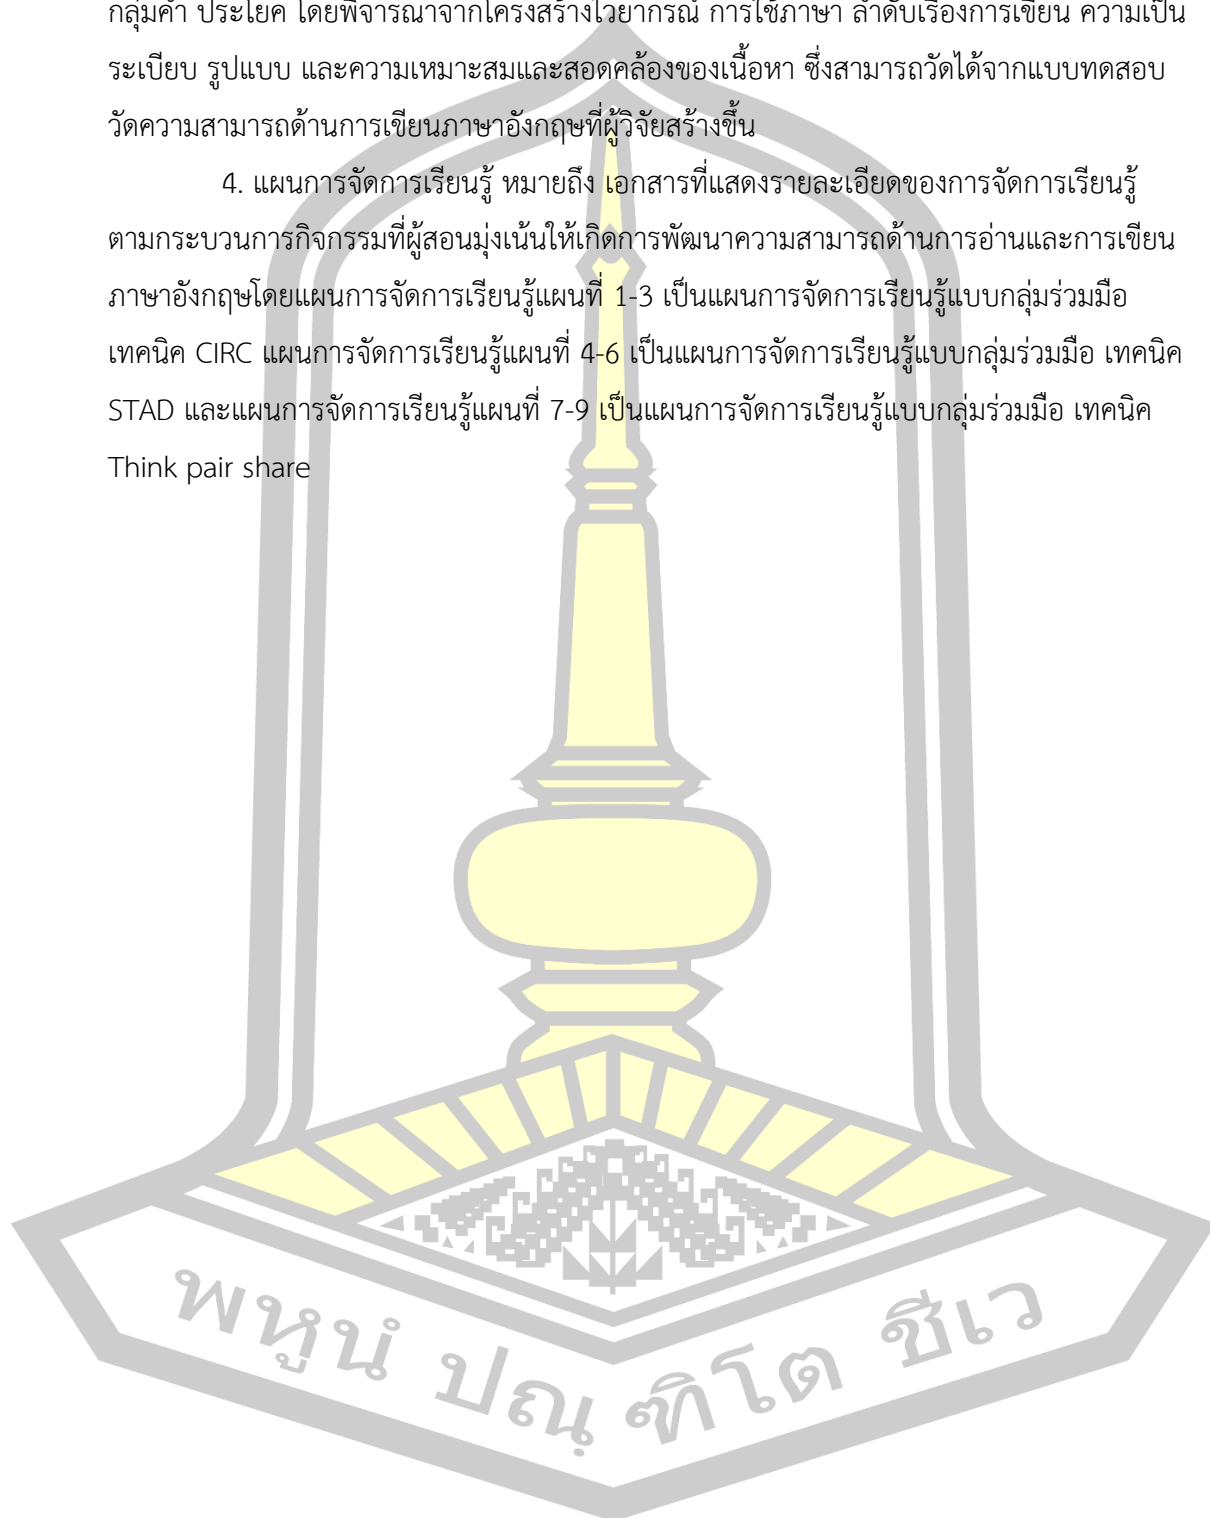 กลุ่มคำ ประโยค โดยพิจารณาจากโครงสร้างไวยากรณ์ การใช้ภาษา ลำดับเรื่องการเขียน ความเป็น
ระเบียบ รูปแบบ และความเหมาะสมและสอดคล้องของเนื้อหา ซึ่งสามารถวัดได้จากแบบทดสอบ
วัดความสามารถด้านการเขียนภาษาอังกฤษที่ผู้วิจัยสร้างขึ้น
4. แผนการจัดการเรียนรู้ หมายถึง เอกสารที่แสดงรายละเอียดของการจัดการเรียนรู้
ตามกระบวนการกิจกรรมที่ผู้สอนมุ่งเน้นให้เกิดการพัฒนาความสามารถด้านการอ่านและการเขียน
ภาษาอังกฤษโดยแผนการจัดการเรียนรู้แผนที่ 1-3 เป็นแผนการจัดการเรียนรู้แบบกลุ่มร่วมมือ
เทคนิค CIRC แผนการจัดการเรียนรู้แผนที่ 4-6 เป็นแผนการจัดการเรียนรู้แบบกลุ่มร่วมมือ เทคนิค
STAD และแผนการจัดการเรียนรู้แผนที่ 7-9 เป็นแผนการจัดการเรียนรู้แบบกลุ่มร่วมมือ เทคนิค
Think pair share
พหูนํ ปณฺฑิโต ชีเว